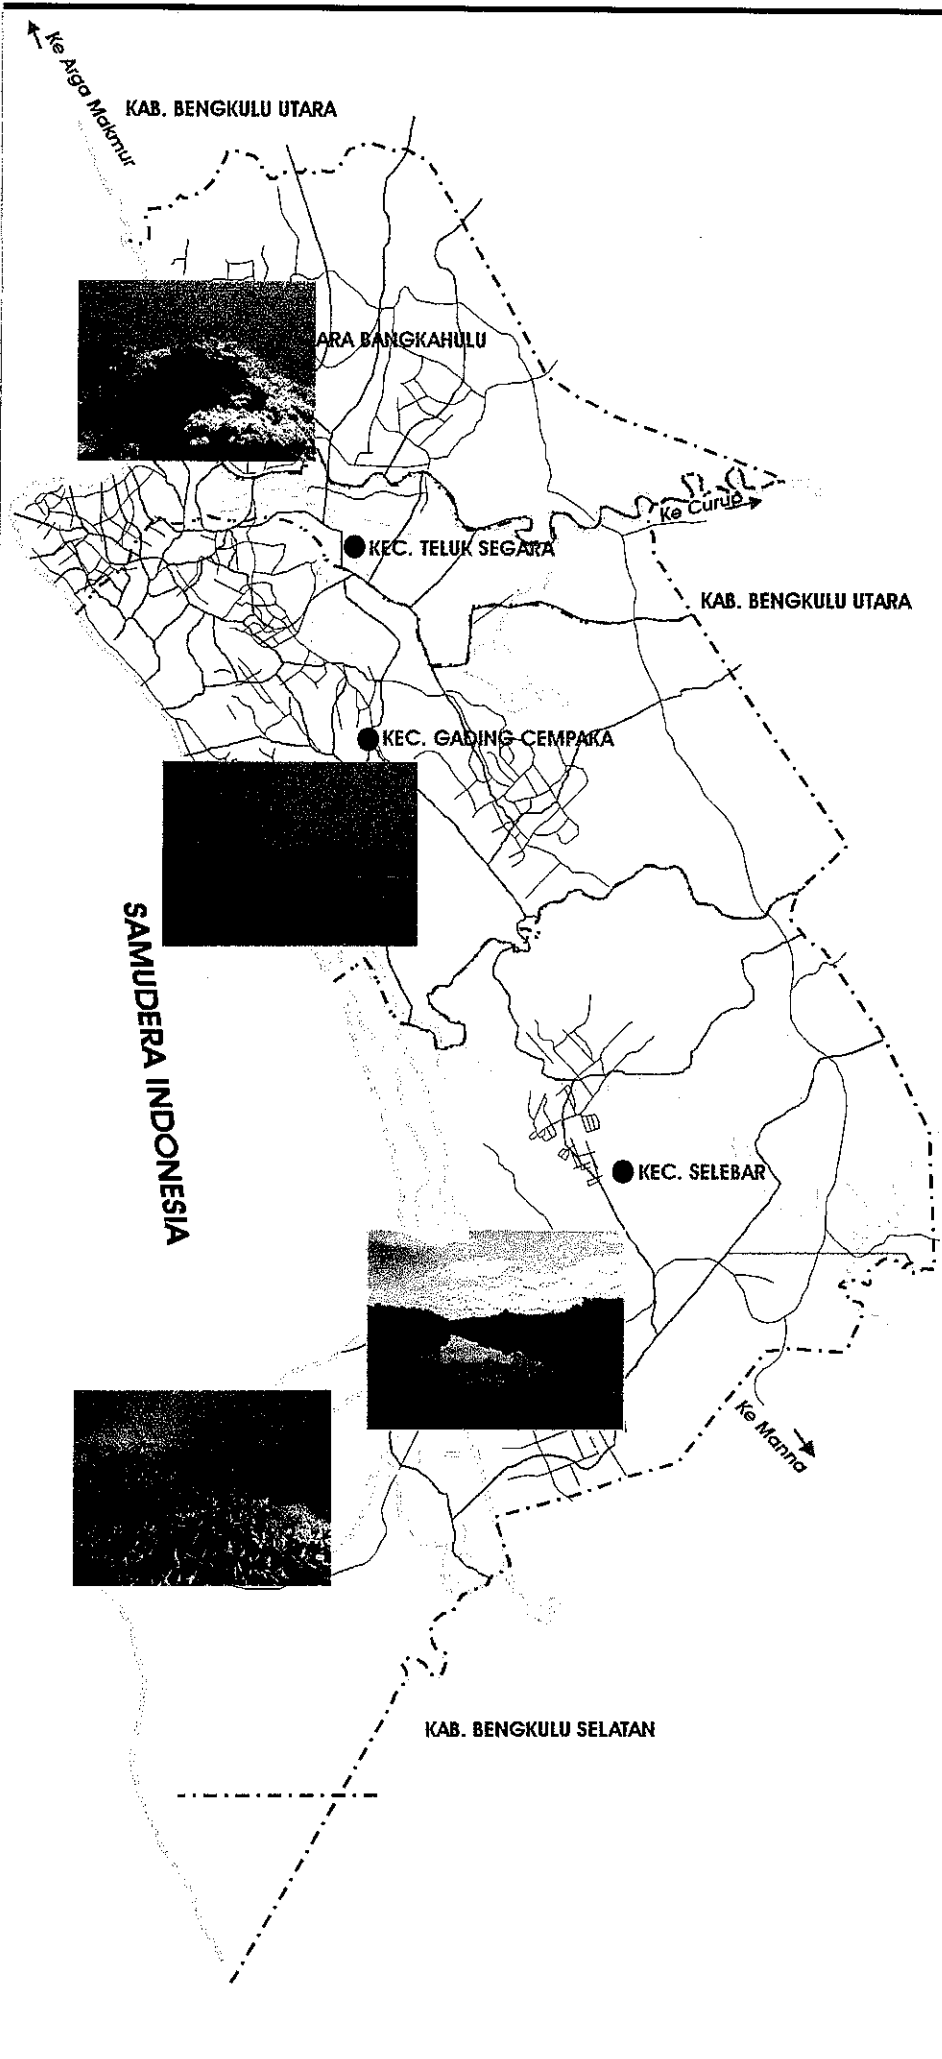 Ke Arga Makmur
KAB. BENGKULU UTARA
ARA BANGKAHULU
Ke Curup
KEC. TELUK SEGARA
KAB. BENGKULU UTARA
KEC. GADING CEMPAKA
SAMUDERA INDONESIA
KEC. SELEBAR
Ke Manna
KAB. BENGKULU SELATAN